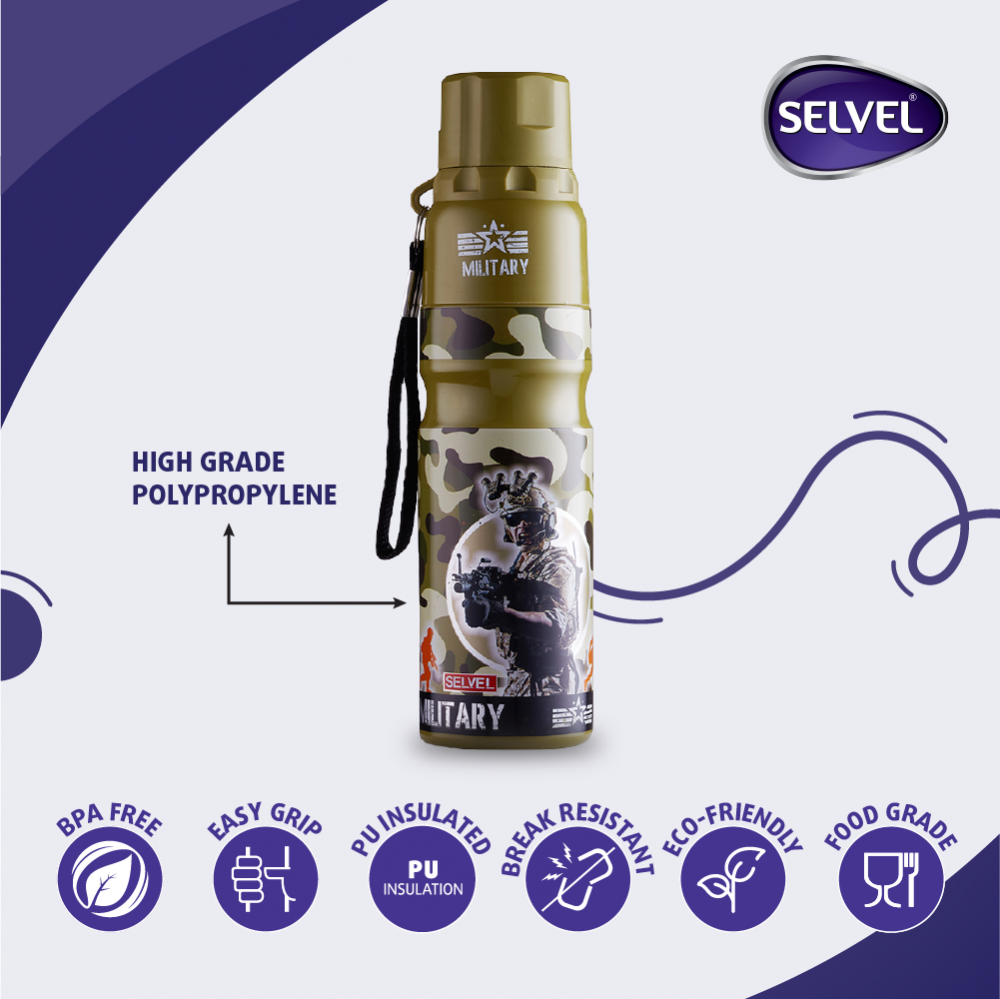 SELVEL®
MILITARY
HIGH GRADE
POLYPROPYLENE
SELVEL
MILITARY
BPA FREE
EASY GRIP
PU INSULATED
PU
INSULATION
BREAK RESISTANT
ECO-FRIENDLY
FOOD GRADE